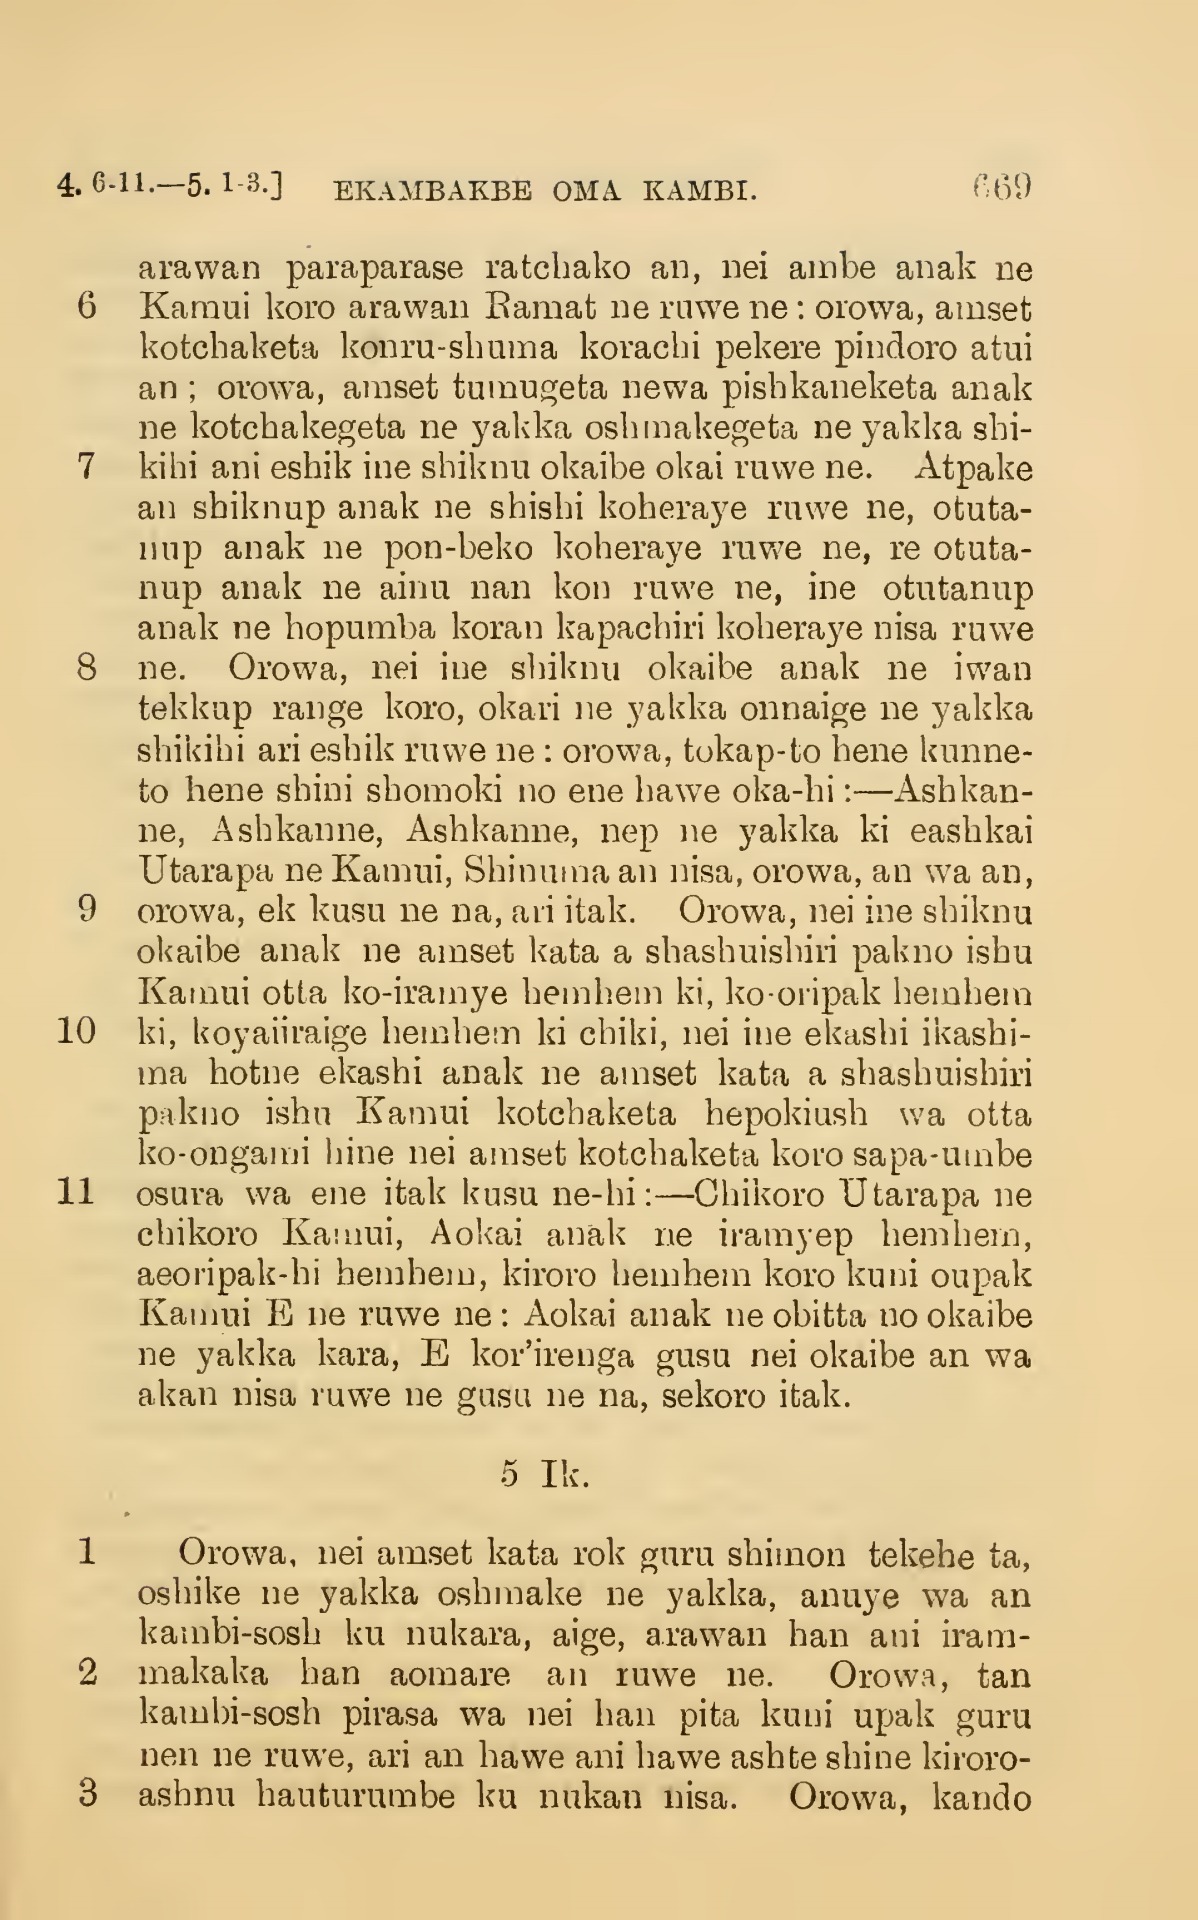 4. 6-11.—5. 1-3.] EKAMBAKBE OMA KAMBI. 669
arawan paraparase ratchako an, nei ambe anak ne
6 Kamui koro arawan Ramat ne ruwe ne : orowa, amset
kotchaketa konru-shuma korachi pekere pindoro atui
an ; orowa, amset tumugeta newa pishkaneketa anak
ne kotchakegeta ne yakka oshmakegeta ne yakka shi-
7 kihi ani eshik ine shiknu okaibe okai ruwe ne. Atpake
an shiknup anak ne shishi koheraye ruwe ne, otuta-
nup anak ne pon-beko koheraye ruwe ne, re otuta-
nup anak ne ainu nan kon ruwe ne, ine otutanup
anak ne hopumba koran kapachiri koheraye nisa ruwe
8 ne. Orowa, nei ine shiknu okaibe anak ne iwan
tekkup range koro, okari ne yakka onnaige ne yakka
shikihi ari eshik ruwe ne : orowa, tokap-to hene kunne-
to hene shini shomoki no ene hawe oka-hi :—Ashkan-
ne, Ashkanne, Ashkanne, nep ne yakka ki eashkai
Utarapa ne Kamui, Shinuma an nisa, orowa, an wa an,
9 orowa, ek kusu ne na, ari itak. Orowa, nei ine shiknu
okaibe anak ne amset kata a shashuishiri pakno ishu
Kamui otta ko-iramye hemhem ki, ko-oripak hemhem
10 ki, koyaiiraige hemhem ki chiki, nei ine ekashi ikashi-
ma hotne ekashi anak ne amset kata a shashuishiri
pakno ishu Kamui kotchaketa hepokiush wa otta
ko-ongami hine nei amset kotchaketa koro sapa-umbe
11 osura wa ene itak kusu ne-hi :—Chikoro Utarapa ne
chikoro Kamui, Aokai anak ne iramyep hemhem,
aeoripak-hi hemhem, kiroro hemhem koro kuni oupak
Kamui E ne ruwe ne : Aokai anak ne obitta no okaibe
ne yakka kara, E kor'irenga gusu nei okaibe an wa
akan nisa ruwe ne gusu ne na, sekoro itak.
5 Ik.
1 Orowa, nei amset kata rok guru shimon tekehe ta,
oshike ne yakka oshmake ne yakka, anuye wa an
kambi-sosh ku nukara, aige, arawan han ani iram-
2 makaka han aomare an ruwe ne. Orowa, tan
kambi-sosh pirasa wa nei han pita kuni upak guru
nen ne ruwe, ari an hawe ani hawe ashte shine kiroro-
3 ashnu hauturumbe ku nukan nisa. Orowa, kando